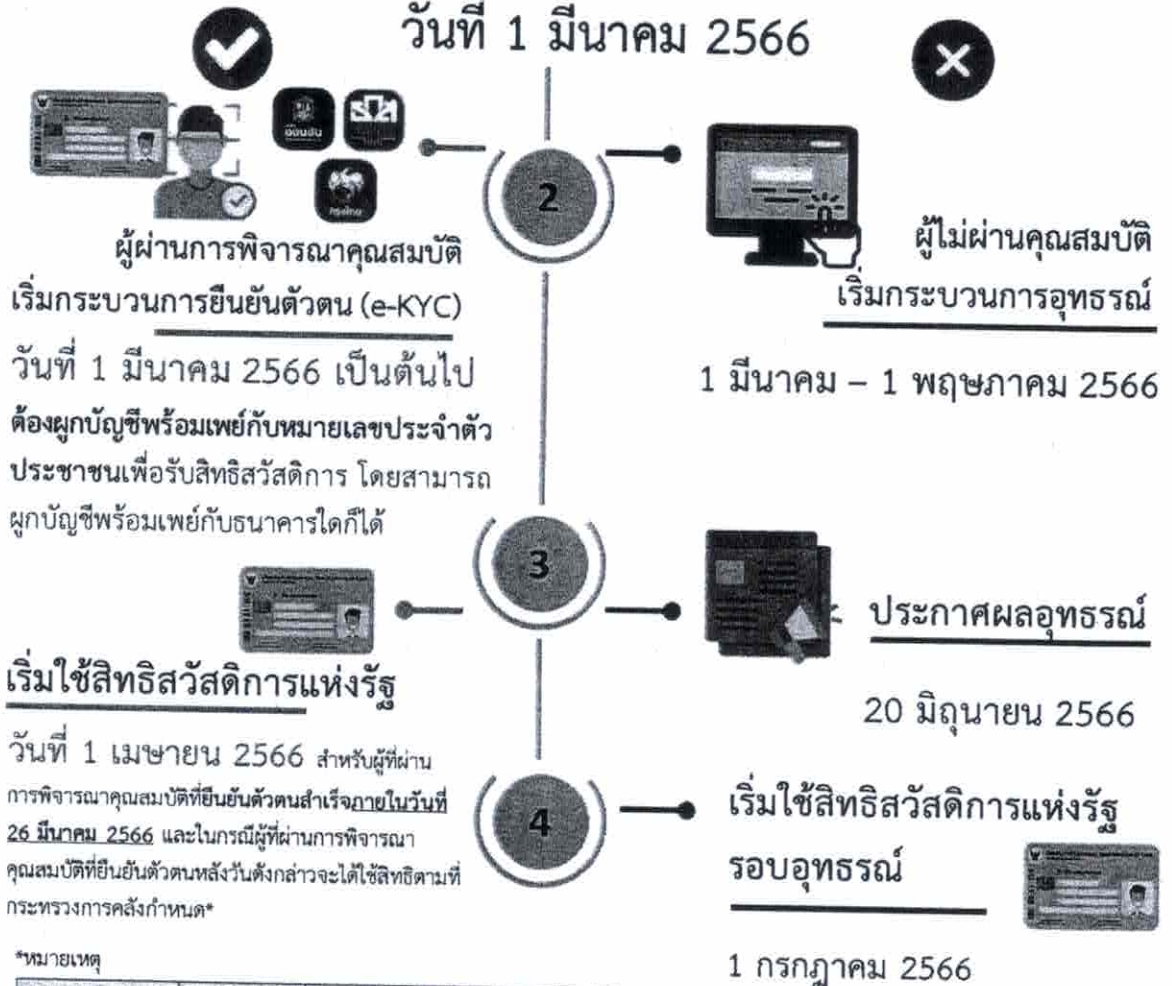 วันที่ 1 มีนาคม 2566
2
ผู้ผ่านการพิจารณาคุณสมบัติ
เริ่มกระบวนการยืนยันตัวตน (e-KYC)
วันที่ 1 มีนาคม 2566 เป็นต้นไป
ต้องผูกบัญชีพร้อมเพย์กับหมายเลขประจำตัว
ประชาชนเพื่อรับสิทธิสวัสดิการ โดยสามารถ
ผูกบัญชีพร้อมเพย์กับธนาคารใดก็ได้
ผู้ไม่ผ่านคุณสมบัติ
เริ่มกระบวนการอุทธรณ์
1 มีนาคม – 1 พฤษภาคม 2566
3
เริ่มใช้สิทธิสวัสดิการแห่งรัฐ
วันที่ 1 เมษายน 2566 สำหรับผู้ที่ผ่าน
การพิจารณาคุณสมบัติที่ยืนยันตัวตนสำเร็จภายในวันที่
26 มีนาคม 2566 และในกรณีผู้ที่ผ่านการพิจารณา
คุณสมบัติที่ยืนยันตัวตนหลังวันดังกล่าวจะได้ใช้สิทธิตามที่
กระทรวงการคลังกำหนด*
ประกาศผลอุทธรณ์
20 มิถุนายน 2566
4
เริ่มใช้สิทธิสวัสดิการแห่งรัฐ
รอบอุทธรณ์
1 กรกฎาคม 2566
*หมายเหตุ